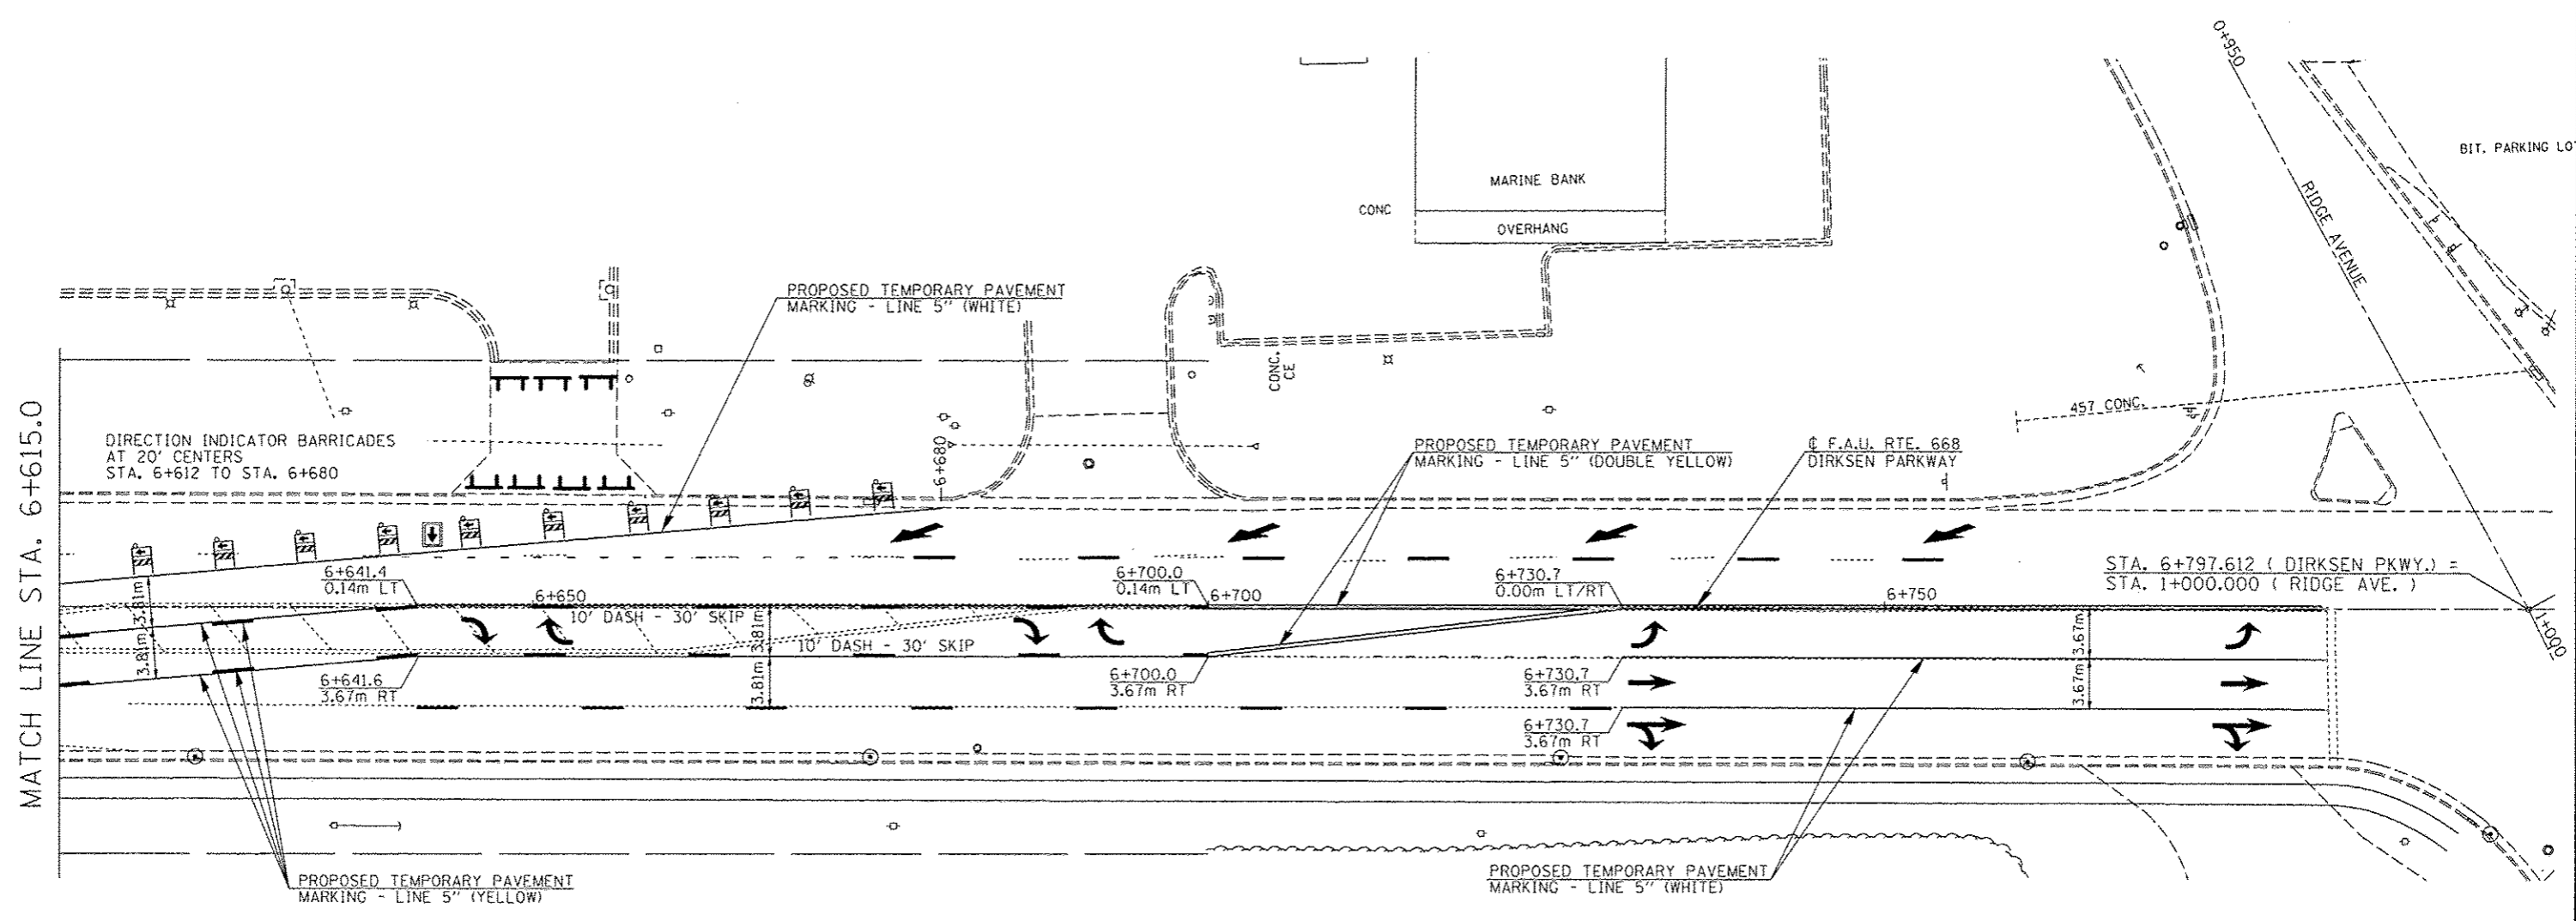 0+950
BIT. PARKING LOT
MARINE BANK
CONC
OVERHANG
RIDGE AVENUE
PROPOSED TEMPORARY PAVEMENT
MARKING - LINE 5" (WHITE)
CONC.
CE
457 CONC.
DIRECTION INDICATOR BARRICADES
AT 20' CENTERS
STA. 6+612 TO STA. 6+680
6+680
PROPOSED TEMPORARY PAVEMENT
MARKING - LINE 5" (DOUBLE YELLOW)
℄ F.A.U. RTE. 668
DIRKSEN PARKWAY
MATCH LINE STA. 6+615.0
STA. 6+797.612 ( DIRKSEN PKWY.) =
STA. 1+000.000 ( RIDGE AVE. )
1+000
6+641.4
0.14m LT
6+650
6+700.0
0.14m LT
6+700
6+730.7
0.00m LT/RT
6+750
10' DASH - 30' SKIP
10' DASH - 30' SKIP
3.81m
3.81m
3.81m
3.81m
3.67m
3.67m
6+641.6
3.67m RT
6+700.0
3.67m RT
6+730.7
3.67m RT
6+730.7
3.67m RT
PROPOSED TEMPORARY PAVEMENT
MARKING - LINE 5" (YELLOW)
PROPOSED TEMPORARY PAVEMENT
MARKING - LINE 5" (WHITE)